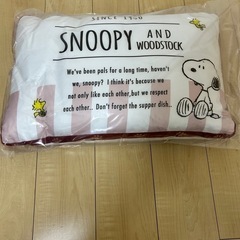 SINCE 1950
SNOOPY AND
WOODSTOCK
We've been pals for a long time, haven't
we, snoopy? I think it's because we
not only like each other, but we respect
each other.. Don't forget the supper dish...